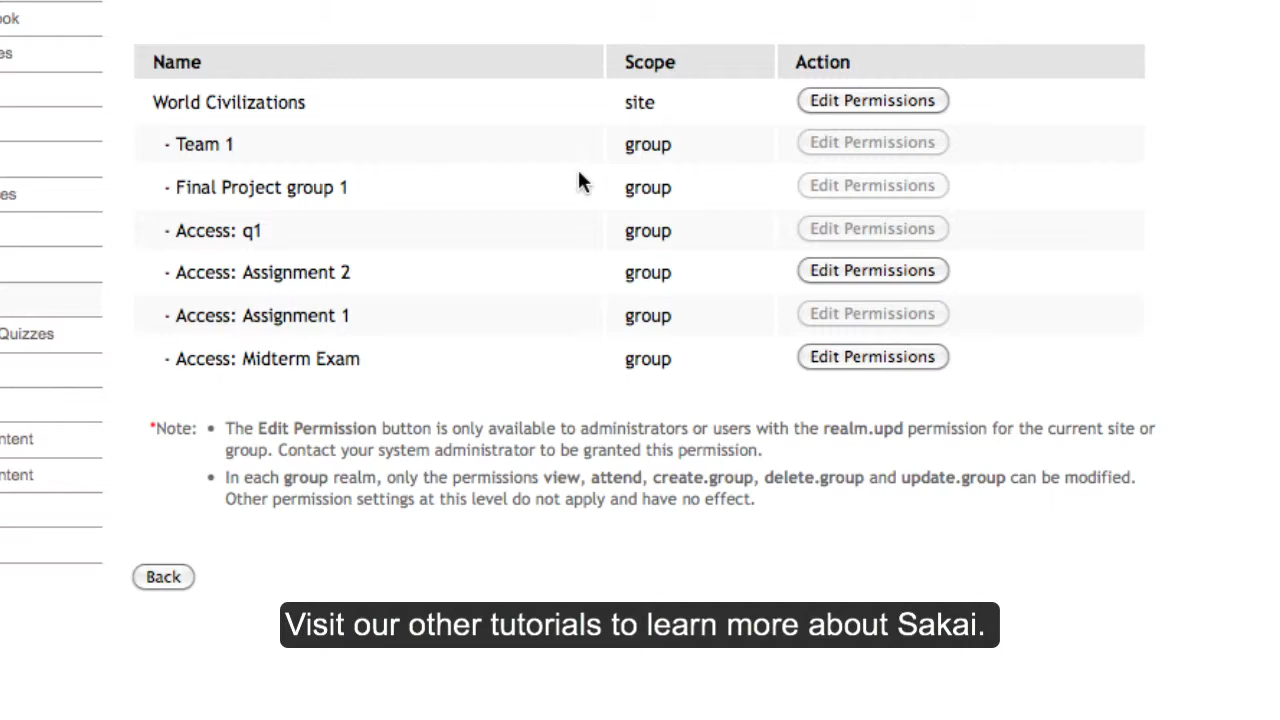 ook
es
Name Scope Action
World Civilizations site Edit Permissions
- Team 1 group Edit Permissions
- Final Project group 1 group Edit Permissions
es
- Access: q1 group Edit Permissions
- Access: Assignment 2 group Edit Permissions
- Access: Assignment 1 group Edit Permissions
Quizzes
- Access: Midterm Exam group Edit Permissions
*Note: • The Edit Permission button is only available to administrators or users with the realm.upd permission for the current site or
group. Contact your system administrator to be granted this permission.
• In each group realm, only the permissions view, attend, create.group, delete.group and update.group can be modified.
Other permission settings at this level do not apply and have no effect.
ntent
ntent
Back
Visit our other tutorials to learn more about Sakai.